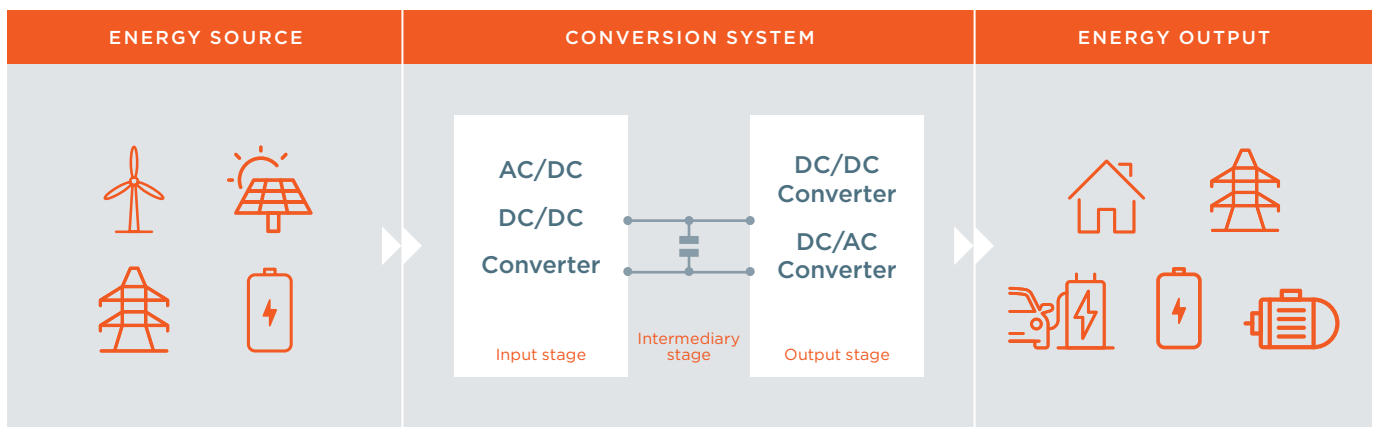 ENERGY SOURCE
CONVERSION SYSTEM
ENERGY OUTPUT
AC/DC
DC/DC
Converter
Input stage
Intermediary
stage
DC/DC
Converter
DC/AC
Converter
Output stage